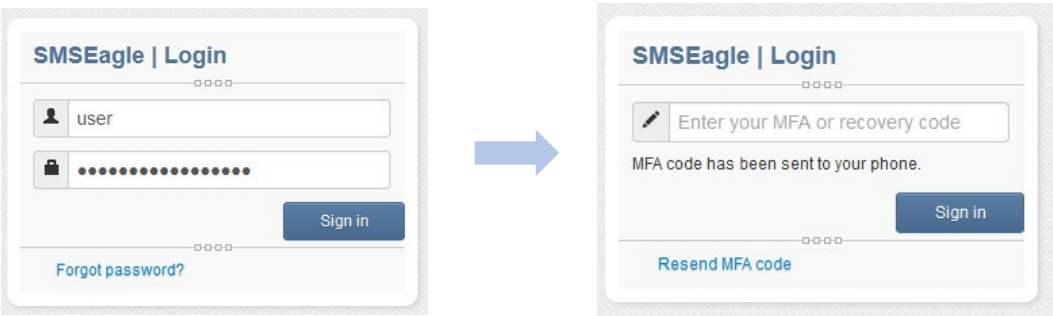 SMSEagle | Login
user
•••••••••••••••••
Sign in
Forgot password?
SMSEagle | Login
Enter your MFA or recovery code
MFA code has been sent to your phone.
Sign in
Resend MFA code